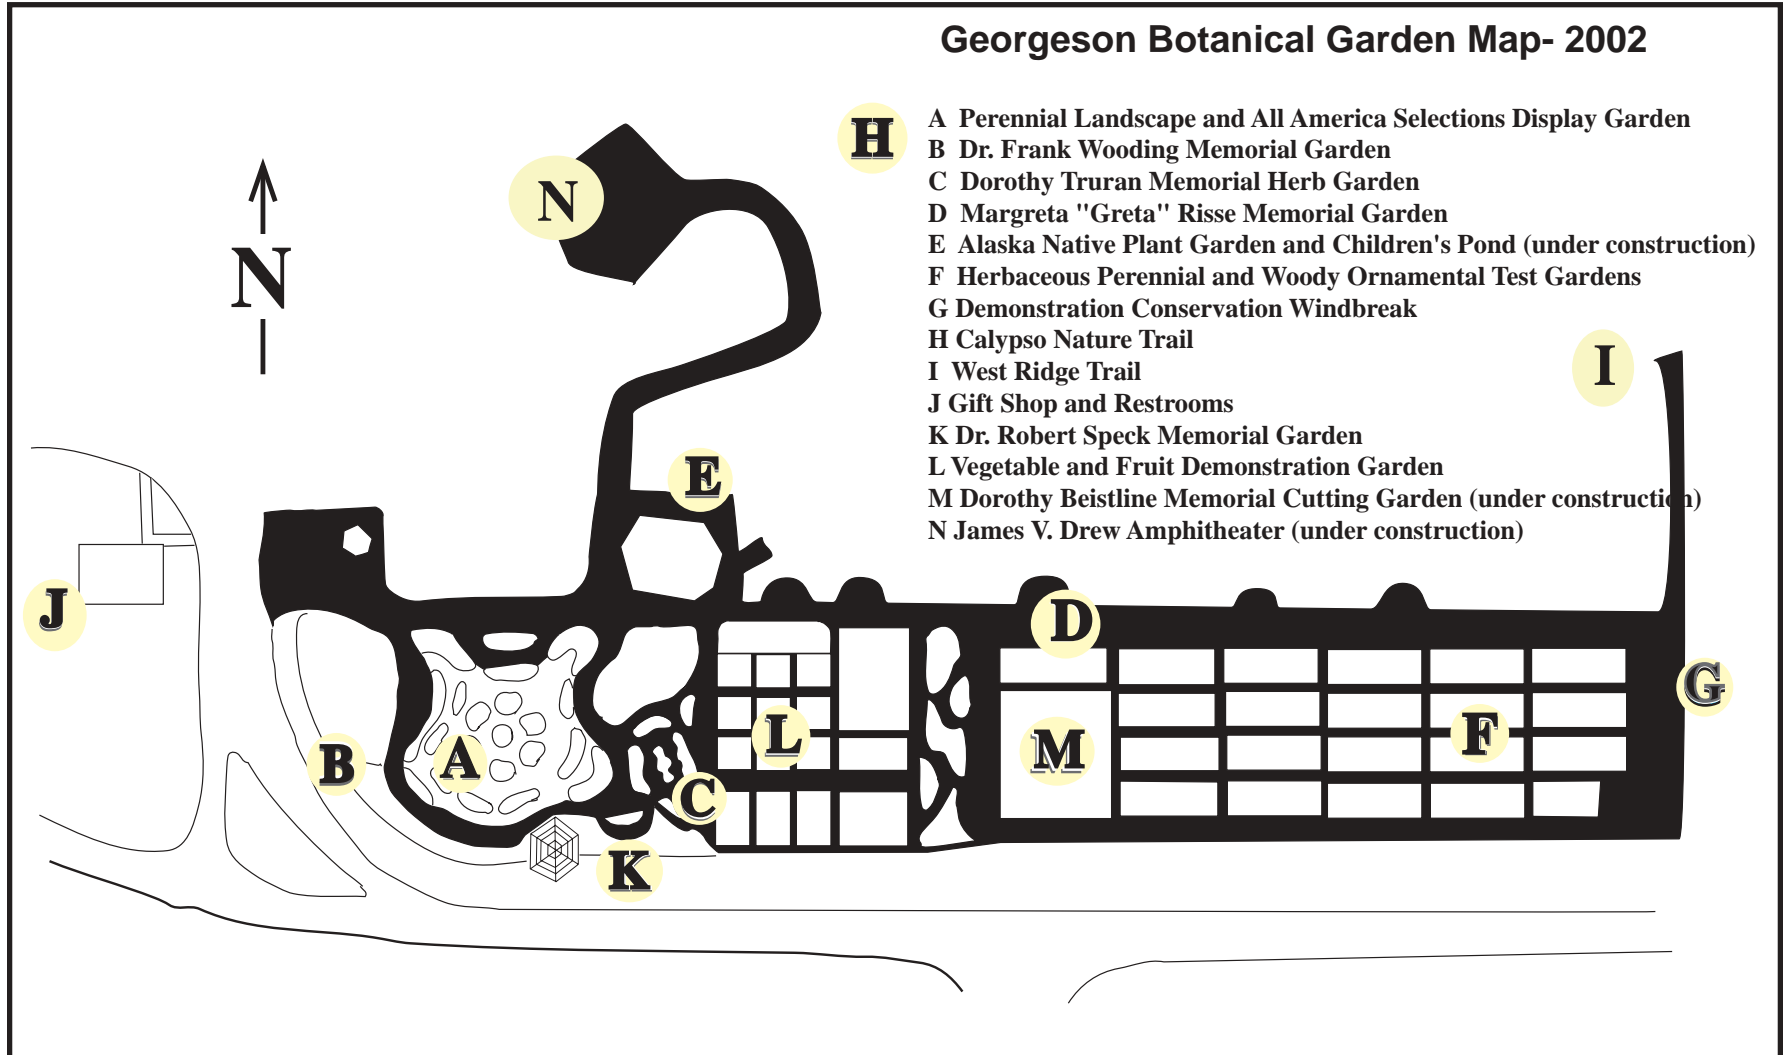 Georgeson Botanical Garden Map- 2002
H
A Perennial Landscape and All America Selections Display Garden
B Dr. Frank Wooding Memorial Garden
C Dorothy Truran Memorial Herb Garden
D Margreta "Greta" Risse Memorial Garden
E Alaska Native Plant Garden and Children's Pond (under construction)
F Herbaceous Perennial and Woody Ornamental Test Gardens
G Demonstration Conservation Windbreak
H Calypso Nature Trail
I West Ridge Trail
J Gift Shop and Restrooms
K Dr. Robert Speck Memorial Garden
L Vegetable and Fruit Demonstration Garden
M Dorothy Beistline Memorial Cutting Garden (under construction)
N James V. Drew Amphitheater (under construction)
N
N
I
E
J
D
G
B
A
L
M
F
C
K